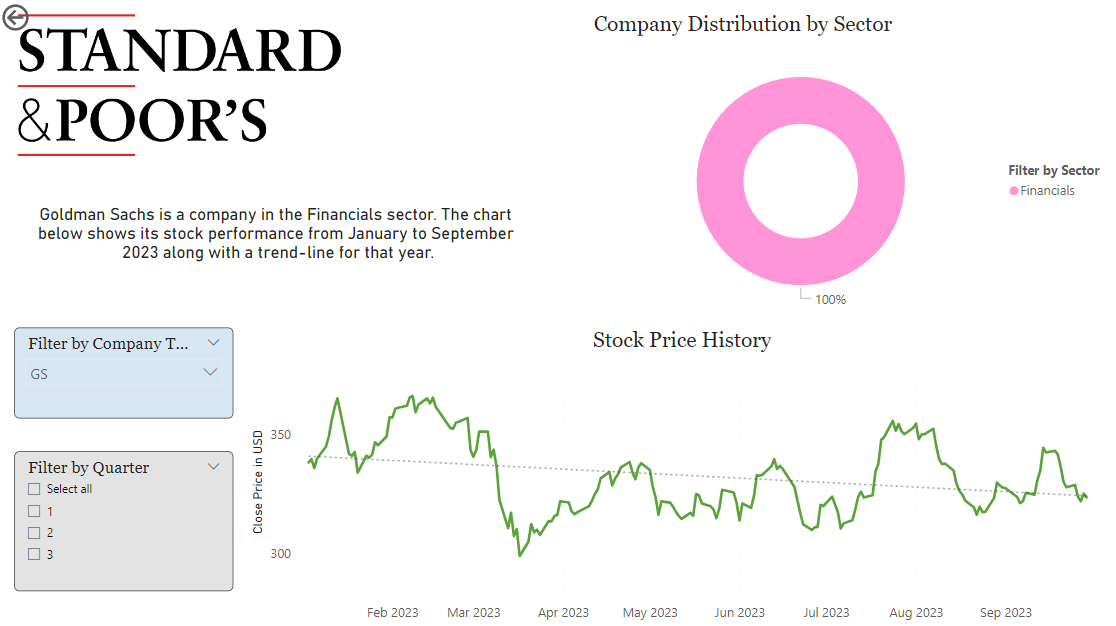 STANDARD
&POOR'S
Company Distribution by Sector
Filter by Sector
Financials
100%
Goldman Sachs is a company in the Financials sector. The chart
below shows its stock performance from January to September
2023 along with a trend-line for that year.
Filter by Company T...
GS
Filter by Quarter
Select all
1
2
3
Stock Price History
Close Price in USD
350
300
Feb 2023
Mar 2023
Apr 2023
May 2023
Jun 2023
Jul 2023
Aug 2023
Sep 2023